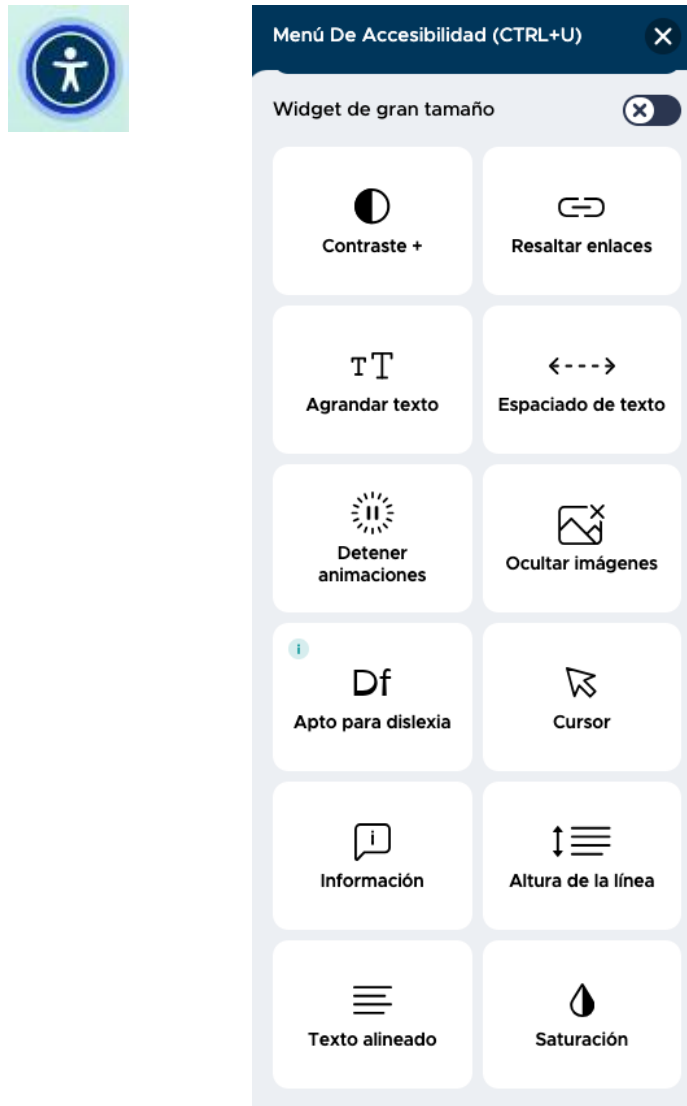 Menú De Accesibilidad (CTRL+U)
Widget de gran tamaño
Contraste +
Resaltar enlaces
Agrandar texto
Espaciado de texto
Detener
animaciones
Ocultar imágenes
Df
Apto para dislexia
Cursor
Información
Altura de la línea
Texto alineado
Saturación